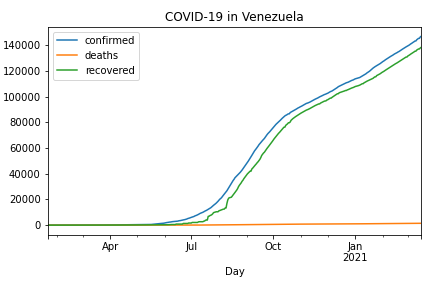 COVID-19 in Venezuela
confirmed
deaths
recovered
140000
120000
100000
80000
60000
40000
20000
0
Apr Jul Oct Jan
2021
Day